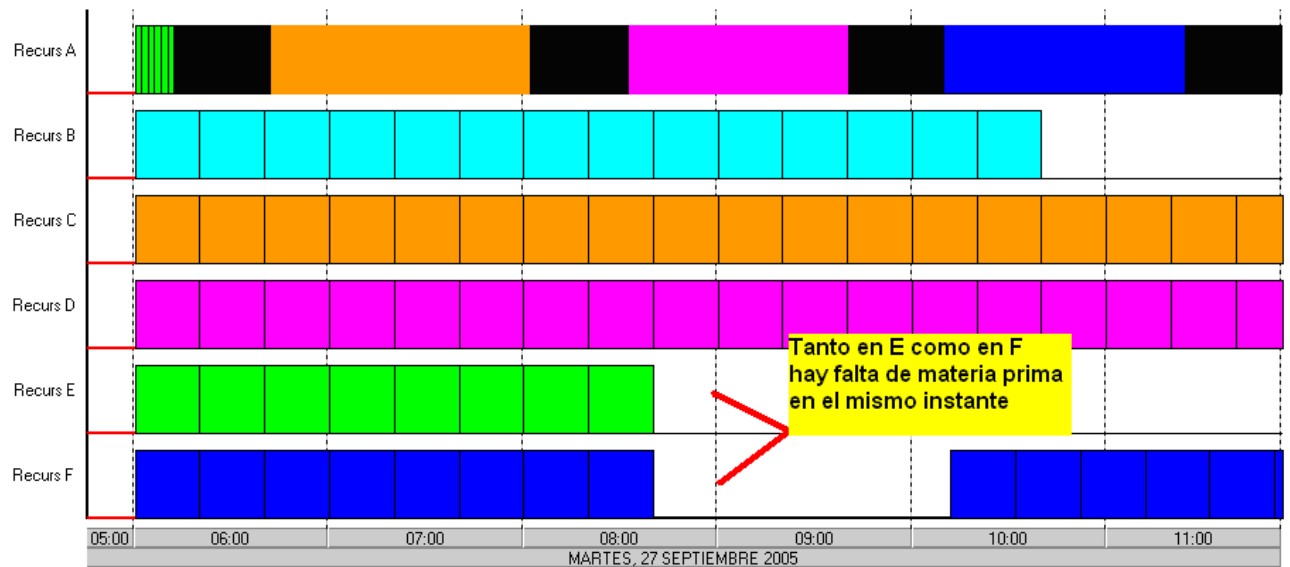 Recurs A
Recurs B
Recurs C
Recurs D
Tanto en E como en F
hay falta de materia prima
en el mismo instante
Recurs E
Recurs F
05:00 06:00 07:00 08:00 09:00 10:00 11:00
MARTES, 27 SEPTIEMBRE 2005